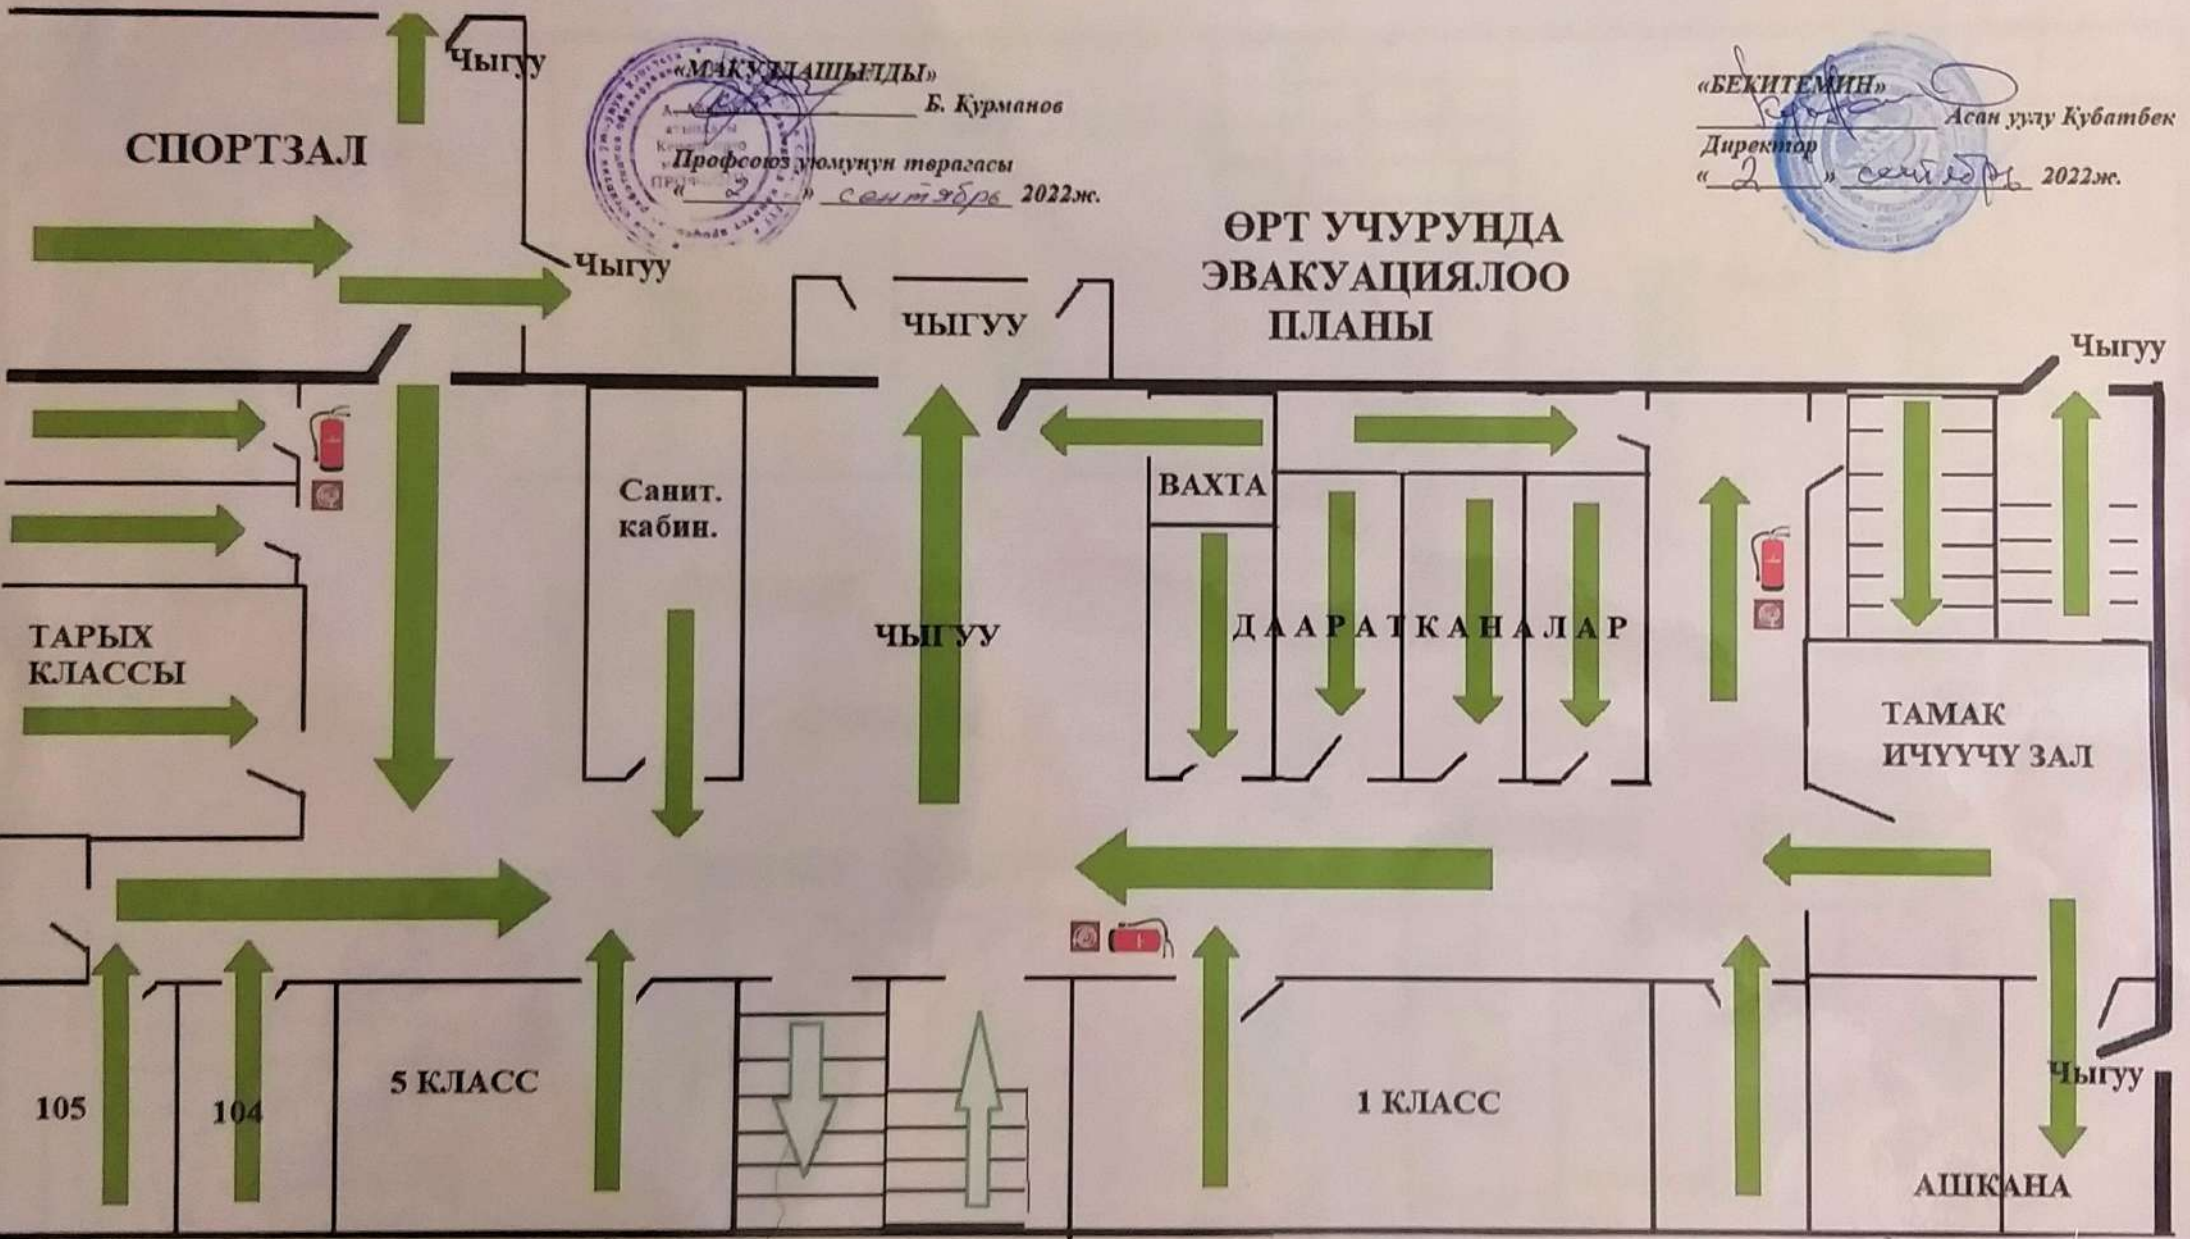 Чыгуу
«МАКУЛДАШЫЛДЫ»
Б. Курманов
Профсоюз уюмунун төрагасы
« » сентябрь 2022ж.
«БЕКИТЕМИН»
Асан уулу Кубатбек
Директор
« 2 » сентябрь 2022ж.
СПОРТЗАЛ
Чыгуу
ӨРТ УЧУРУНДА
ЭВАКУАЦИЯЛОО
ПЛАНЫ
ЧЫГУУ
Чыгуу
Санит.
кабин.
ВАХТА
ТАРЫХ
КЛАССЫ
ЧЫГУУ
ДААРАТКАНАЛАР
ТАМАК
ИЧҮҮЧҮ ЗАЛ
105
104
5 КЛАСС
1 КЛАСС
Чыгуу
АШКАНА